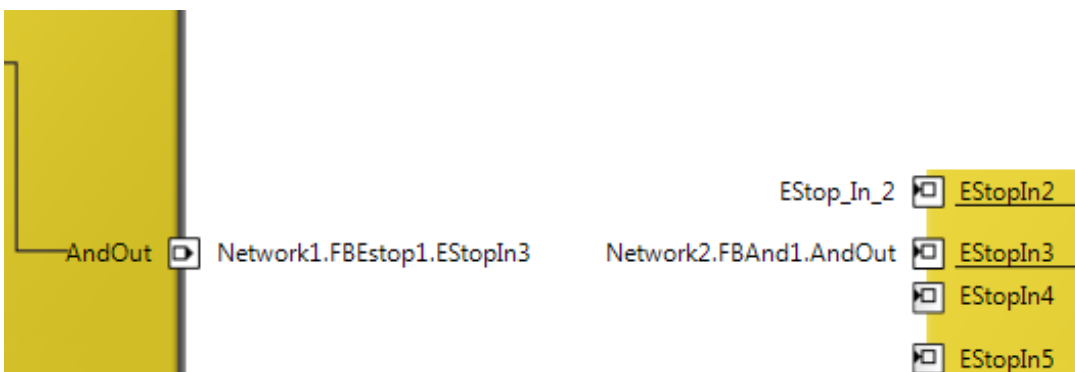 EStop_In_2 EStopIn2
AndOut Network1.FBEstop1.EStopIn3 Network2.FBAnd1.AndOut EStopIn3
EStopIn4
EStopIn5